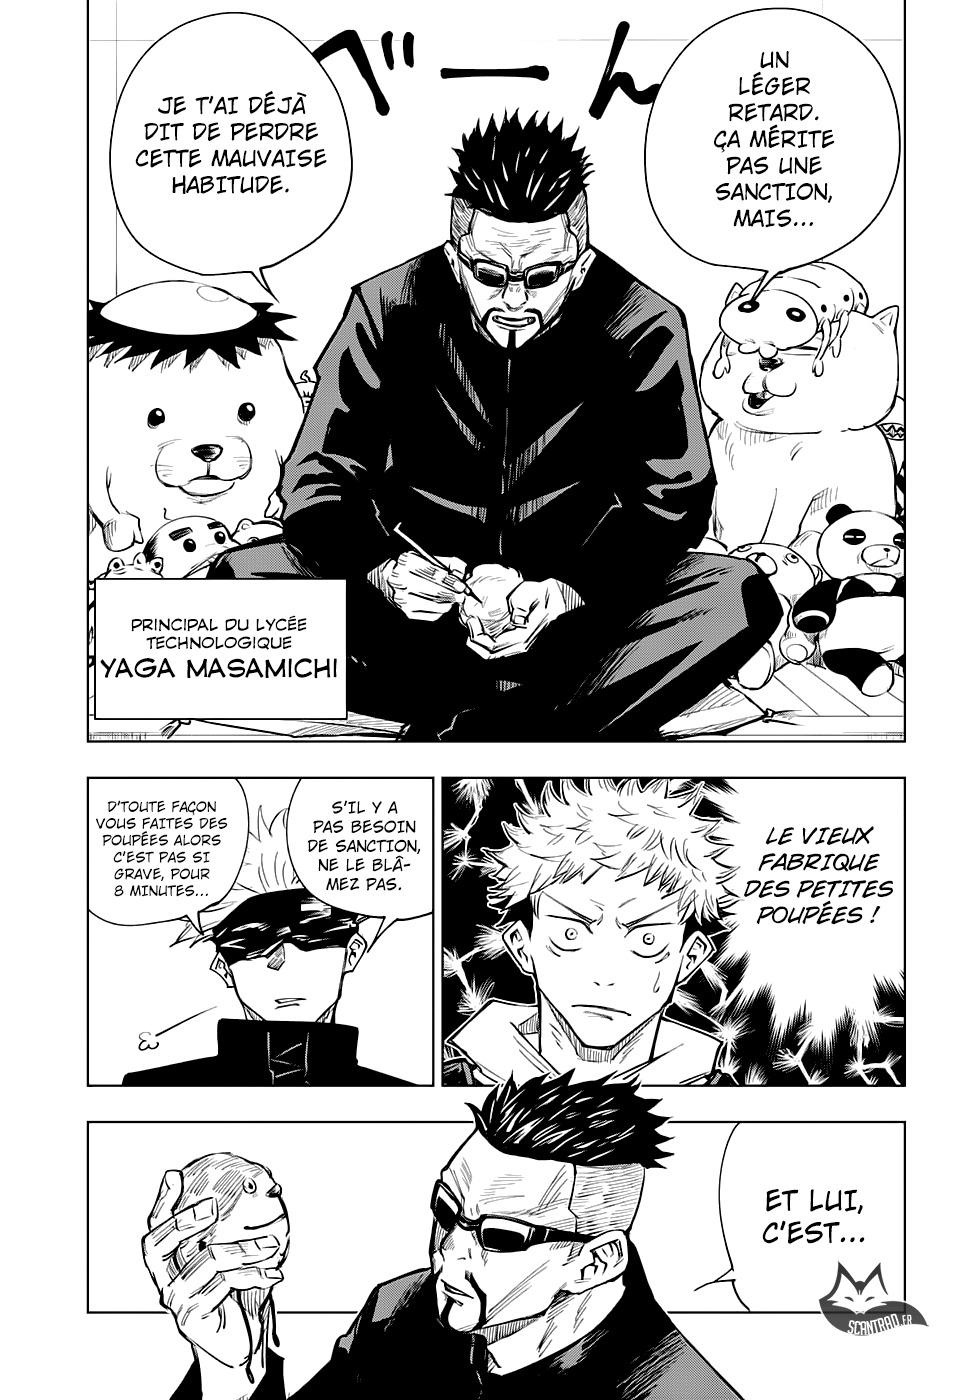 べーん
UN
LÉGER
RETARD.
ÇA MÉRITE
PAS UNE
SANCTION,
MAIS...
JE T'AI DÉJÀ
DIT DE PERDRE
CETTE MAUVAISE
HABITUDE.
PRINCIPAL DU LYCÉE
TECHNOLOGIQUE
YAGA MASAMICHI
LE VIEUX
FABRIQUE
DES PETITES
POUPÉES !
S'IL Y A
PAS BESOIN
DE SANCTION,
NE LE BLÂ-
MEZ PAS.
D'TOUTE FAÇON
VOUS FAITES DES
POUPÉES ALORS
C'EST PAS SI
GRAVE, POUR
8 MINUTES...
ET LUI,
C'EST...
SCANTRAD.FR